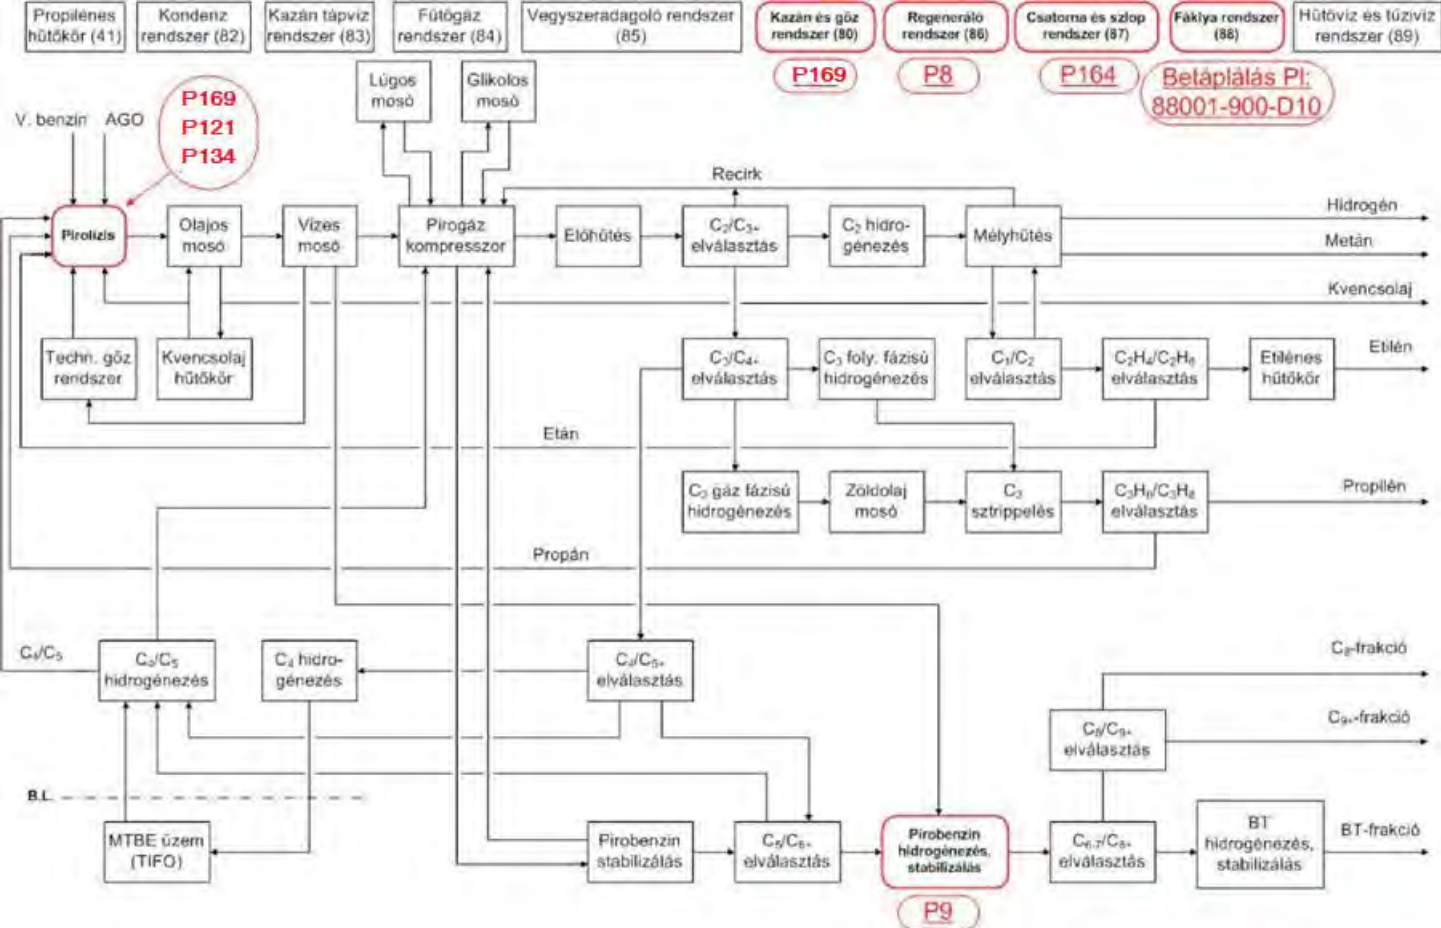 Propilénes
hűtőkör (41)
Kondenz
rendszer (82)
Kazán tápvíz
rendszer (83)
Fűtőgáz
rendszer (84)
Vegyszeradagoló rendszer
(85)
Kazán és gőz
rendszer (80)
Regeneráló
rendszer (86)
Csatorna és szlop
rendszer (87)
Fáklya rendszer
(88)
Hűtővíz és tűzivíz
rendszer (89)
P169
P8
P164
Betáplálás Pl:
88001-900-D10
Lúgos
mosó
Glikolos
mosó
P169
P121
P134
V. benzin
AGO
Recirk
Pirolízis
Olajos
mosó
Vizes
mosó
Pirogáz
kompresszor
Előhűtés
C₂/C₃₊
elválasztás
C₂ hidro-
génezés
Mélyhűtés
Hidrogén
Metán
Kvencsolaj
Techn. gőz
rendszer
Kvencsolaj
hűtőkör
C₃/C₄₊
elválasztás
C₃ foly. fázisú
hidrogénezés
C₁/C₂
elválasztás
C₂H₄/C₂H₆
elválasztás
Etilénes
hűtőkör
Etilén
Etán
C₃ gáz fázisú
hidrogénezés
Zöldolaj
mosó
C₃
sztrippelés
C₃H₆/C₃H₈
elválasztás
Propilén
Propán
C₄/C₅
C₄/C₅
hidrogénezés
C₄ hidro-
génezés
C₄/C₅₊
elválasztás
C₈-frakció
C₈/C₉₊
elválasztás
C₉₊-frakció
B.L.
MTBE üzem
(TIFO)
Pirobenzin
stabilizálás
C₅/C₆₊
elválasztás
Pirobenzin
hidrogénezés,
stabilizálás
C₆-₇/C₈₊
elválasztás
BT
hidrogénezés,
stabilizálás
BT-frakció
P9